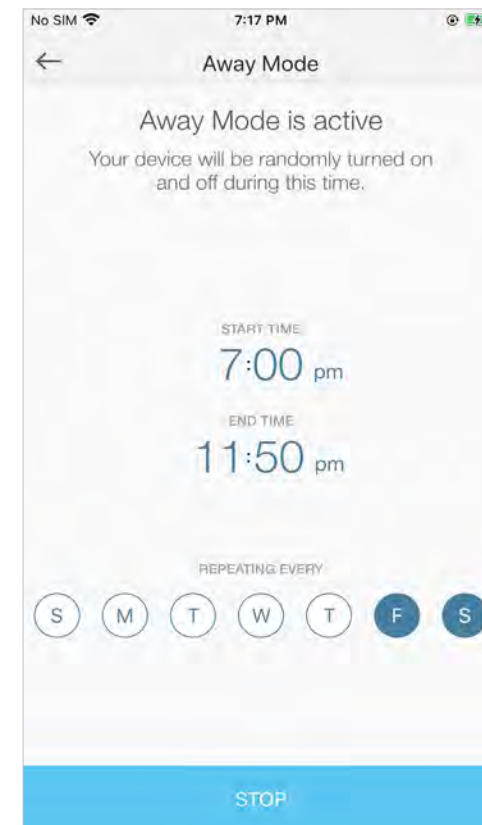 No SIM 7:17 PM
Away Mode
Away Mode is active
Your device will be randomly turned on
and off during this time.
START TIME
7:00 pm
END TIME
11:50 pm
REPEATING EVERY
S M T W T F S
STOP